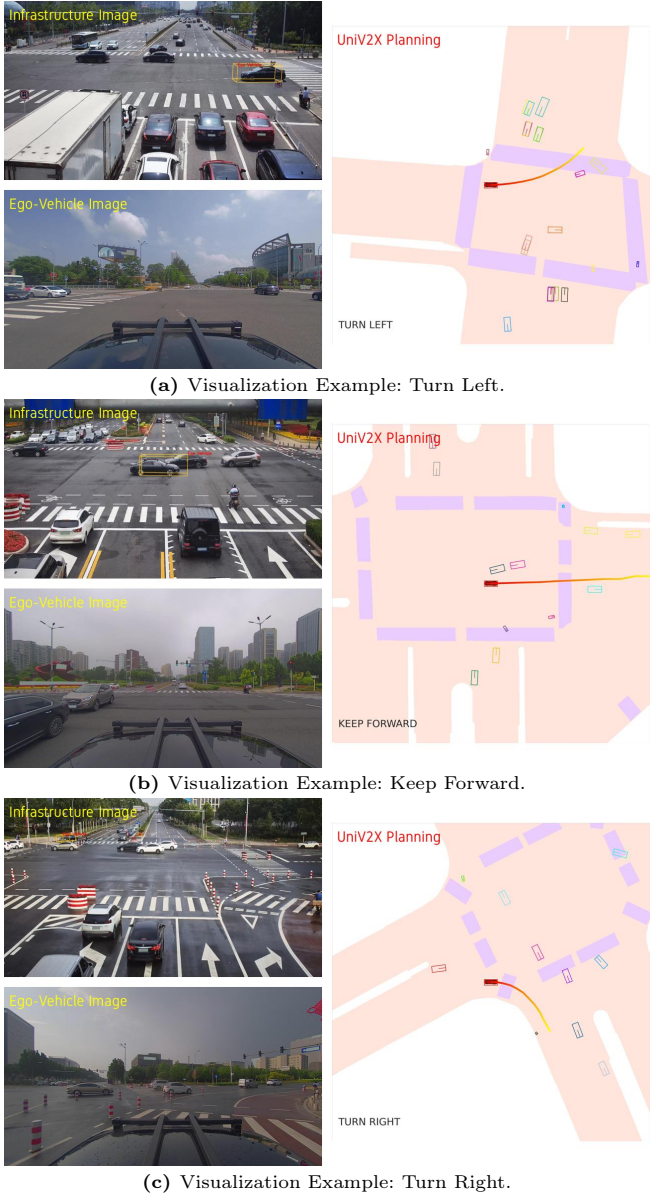 Infrastructure Image
UniV2X Planning
Ego-Vehicle Image
TURN LEFT
(a) Visualization Example: Turn Left.
Infrastructure Image
UniV2X Planning
Ego-Vehicle Image
KEEP FORWARD
(b) Visualization Example: Keep Forward.
Infrastructure Image
UniV2X Planning
Ego-Vehicle Image
TURN RIGHT
(c) Visualization Example: Turn Right.